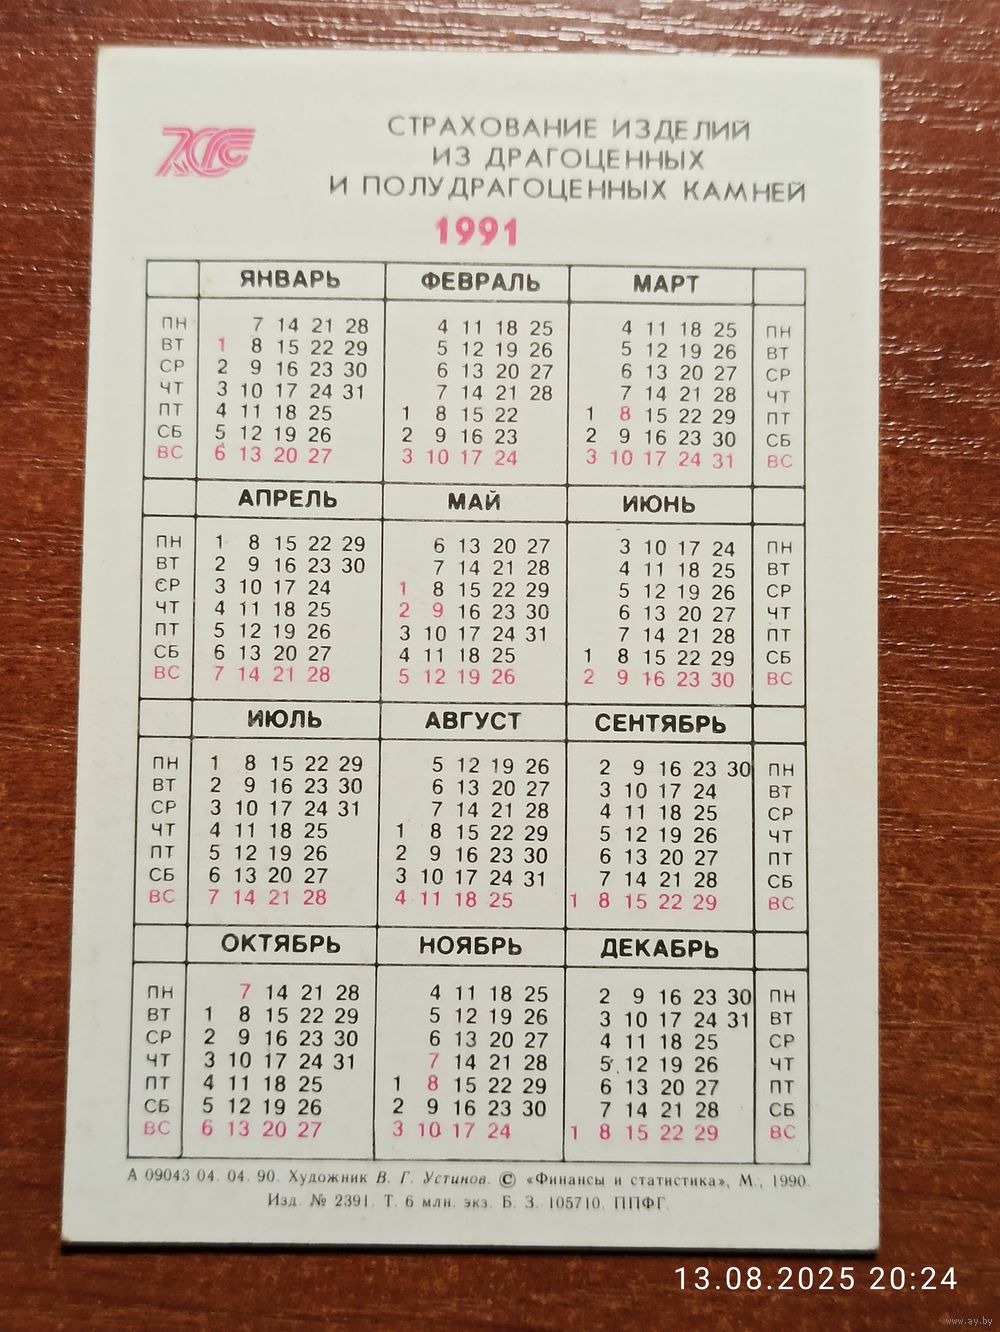 СТРАХОВАНИЕ ИЗДЕЛИЙ
ИЗ ДРАГОЦЕННЫХ
И ПОЛУДРАГОЦЕННЫХ КАМНЕЙ
1991
ЯНВАРЬ ФЕВРАЛЬ МАРТ
ПН 7 14 21 28 4 11 18 25 4 11 18 25 ПН
ВТ 1 8 15 22 29 5 12 19 26 5 12 19 26 ВТ
СР 2 9 16 23 30 6 13 20 27 6 13 20 27 СР
ЧТ 3 10 17 24 31 7 14 21 28 7 14 21 28 ЧТ
ПТ 4 11 18 25 1 8 15 22 1 8 15 22 29 ПТ
СБ 5 12 19 26 2 9 16 23 2 9 16 23 30 СБ
ВС 6 13 20 27 3 10 17 24 3 10 17 24 31 ВС
АПРЕЛЬ МАЙ ИЮНЬ
ПН 1 8 15 22 29 6 13 20 27 3 10 17 24 ПН
ВТ 2 9 16 23 30 7 14 21 28 4 11 18 25 ВТ
СР 3 10 17 24 1 8 15 22 29 5 12 19 26 СР
ЧТ 4 11 18 25 2 9 16 23 30 6 13 20 27 ЧТ
ПТ 5 12 19 26 3 10 17 24 31 7 14 21 28 ПТ
СБ 6 13 20 27 4 11 18 25 1 8 15 22 29 СБ
ВС 7 14 21 28 5 12 19 26 2 9 16 23 30 ВС
ИЮЛЬ АВГУСТ СЕНТЯБРЬ
ПН 1 8 15 22 29 5 12 19 26 2 9 16 23 30 ПН
ВТ 2 9 16 23 30 6 13 20 27 3 10 17 24 ВТ
СР 3 10 17 24 31 7 14 21 28 4 11 18 25 СР
ЧТ 4 11 18 25 1 8 15 22 29 5 12 19 26 ЧТ
ПТ 5 12 19 26 2 9 16 23 30 6 13 20 27 ПТ
СБ 6 13 20 27 3 10 17 24 31 7 14 21 28 СБ
ВС 7 14 21 28 4 11 18 25 1 8 15 22 29 ВС
ОКТЯБРЬ НОЯБРЬ ДЕКАБРЬ
ПН 7 14 21 28 4 11 18 25 2 9 16 23 30 ПН
ВТ 1 8 15 22 29 5 12 19 26 3 10 17 24 31 ВТ
СР 2 9 16 23 30 6 13 20 27 4 11 18 25 СР
ЧТ 3 10 17 24 31 7 14 21 28 5 12 19 26 ЧТ
ПТ 4 11 18 25 1 8 15 22 29 6 13 20 27 ПТ
СБ 5 12 19 26 2 9 16 23 30 7 14 21 28 СБ
ВС 6 13 20 27 3 10 17 24 1 8 15 22 29 ВС
А 09043 04. 04. 90. Художник В. Г. Устинов. © «Финансы и статистика», М., 1990.
Изд. № 2391. Т. 6 млн. экз. Б. З. 105710. ППФГ.
13.08.2025 20:24
www.ay.by